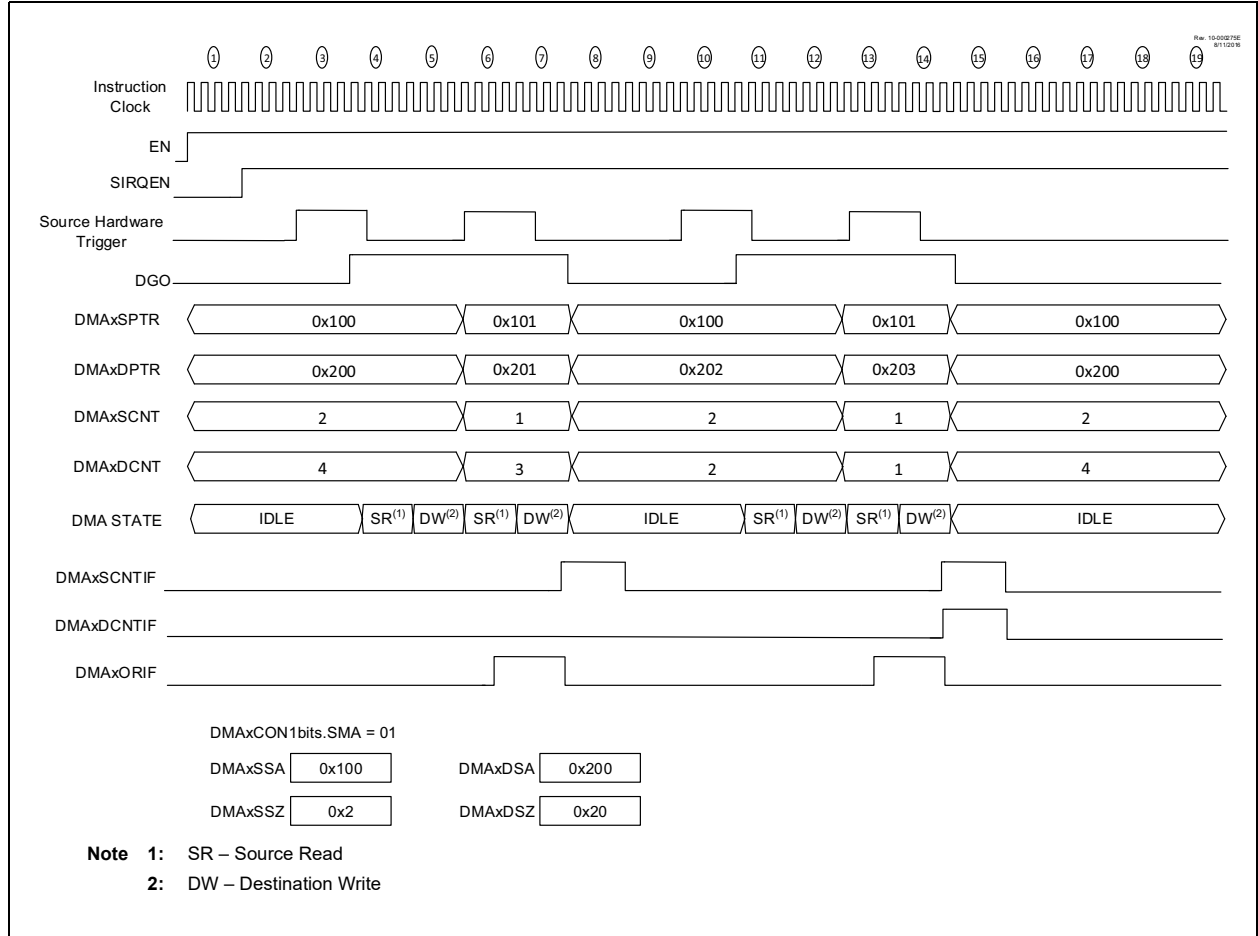 Rev. 10-000275E
8/11/2016
1 2 3 4 5 6 7 8 9 10 11 12 13 14 15 16 17 18 19
Instruction
Clock
EN
SIRQEN
Source Hardware
Trigger
DGO
DMAxSPTR 0x100 0x101 0x100 0x101 0x100
DMAxDPTR 0x200 0x201 0x202 0x203 0x200
DMAxSCNT 2 1 2 1 2
DMAxDCNT 4 3 2 1 4
DMA STATE IDLE SR(1) DW(2) SR(1) DW(2) IDLE SR(1) DW(2) SR(1) DW(2) IDLE
DMAxSCNTIF
DMAxDCNTIF
DMAxORIF
DMAxCON1bits.SMA = 01
DMAxSSA 0x100 DMAxDSA 0x200
DMAxSSZ 0x2 DMAxDSZ 0x20
Note 1: SR – Source Read
2: DW – Destination Write